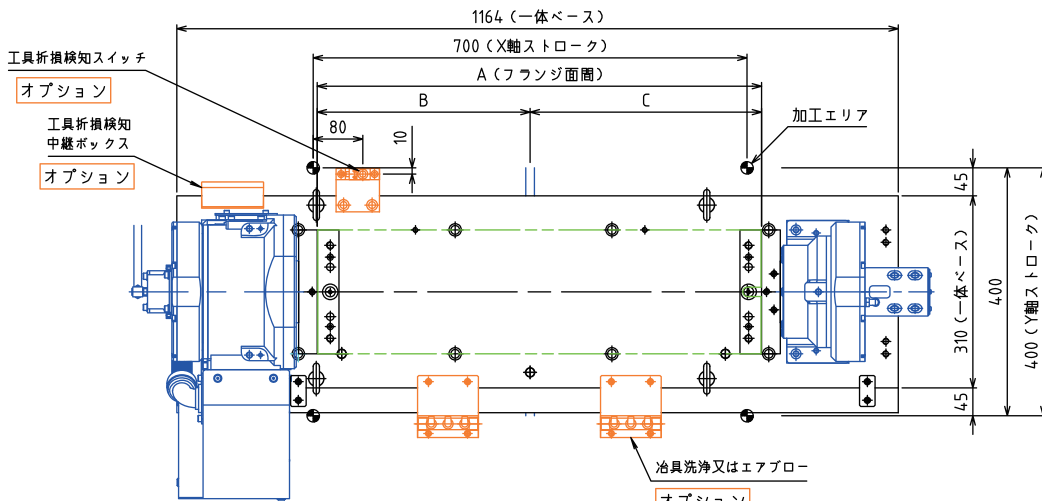 1164(一体ベース)
工具折損検知スイッチ
オプション
700(X軸ストローク)
A(フランジ面間)
B
C
工具折損検知
中継ボックス
オプション
80
10
加工エリア
45
310(一体ベース)
400
400(Y軸ストローク)
45
冶具洗浄又はエアブロー
オプション